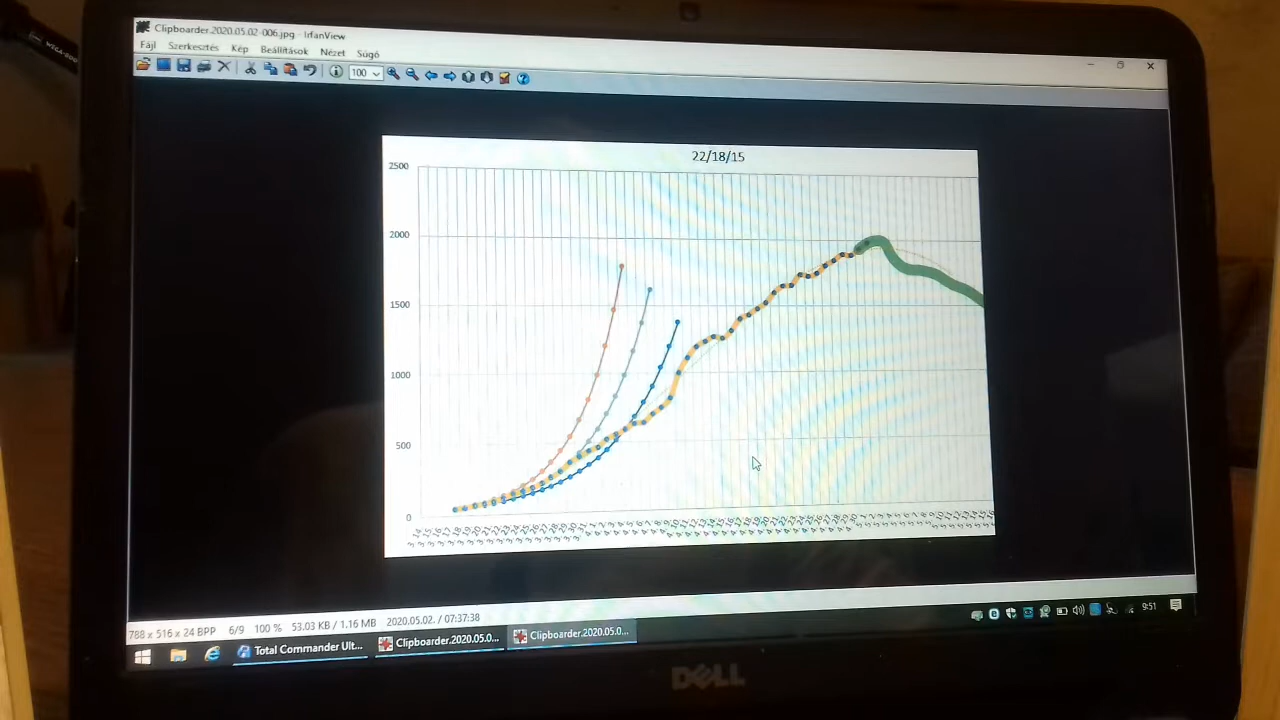 Clipboarder.2020.05.02-006.jpg - IrfanView
Fájl Szerkesztés Kép Beállítások Nézet Súgó
100
22/18/15
2500
2000
1500
1000
500
0
788 x 516 x 24 BPP 6/9 100 % 53.03 KB / 1.16 MB 2020.05.02. / 07:37:38
Total Commander Ult... Clipboarder.2020.05.0... Clipboarder.2020.05.0... 9:51
DELL